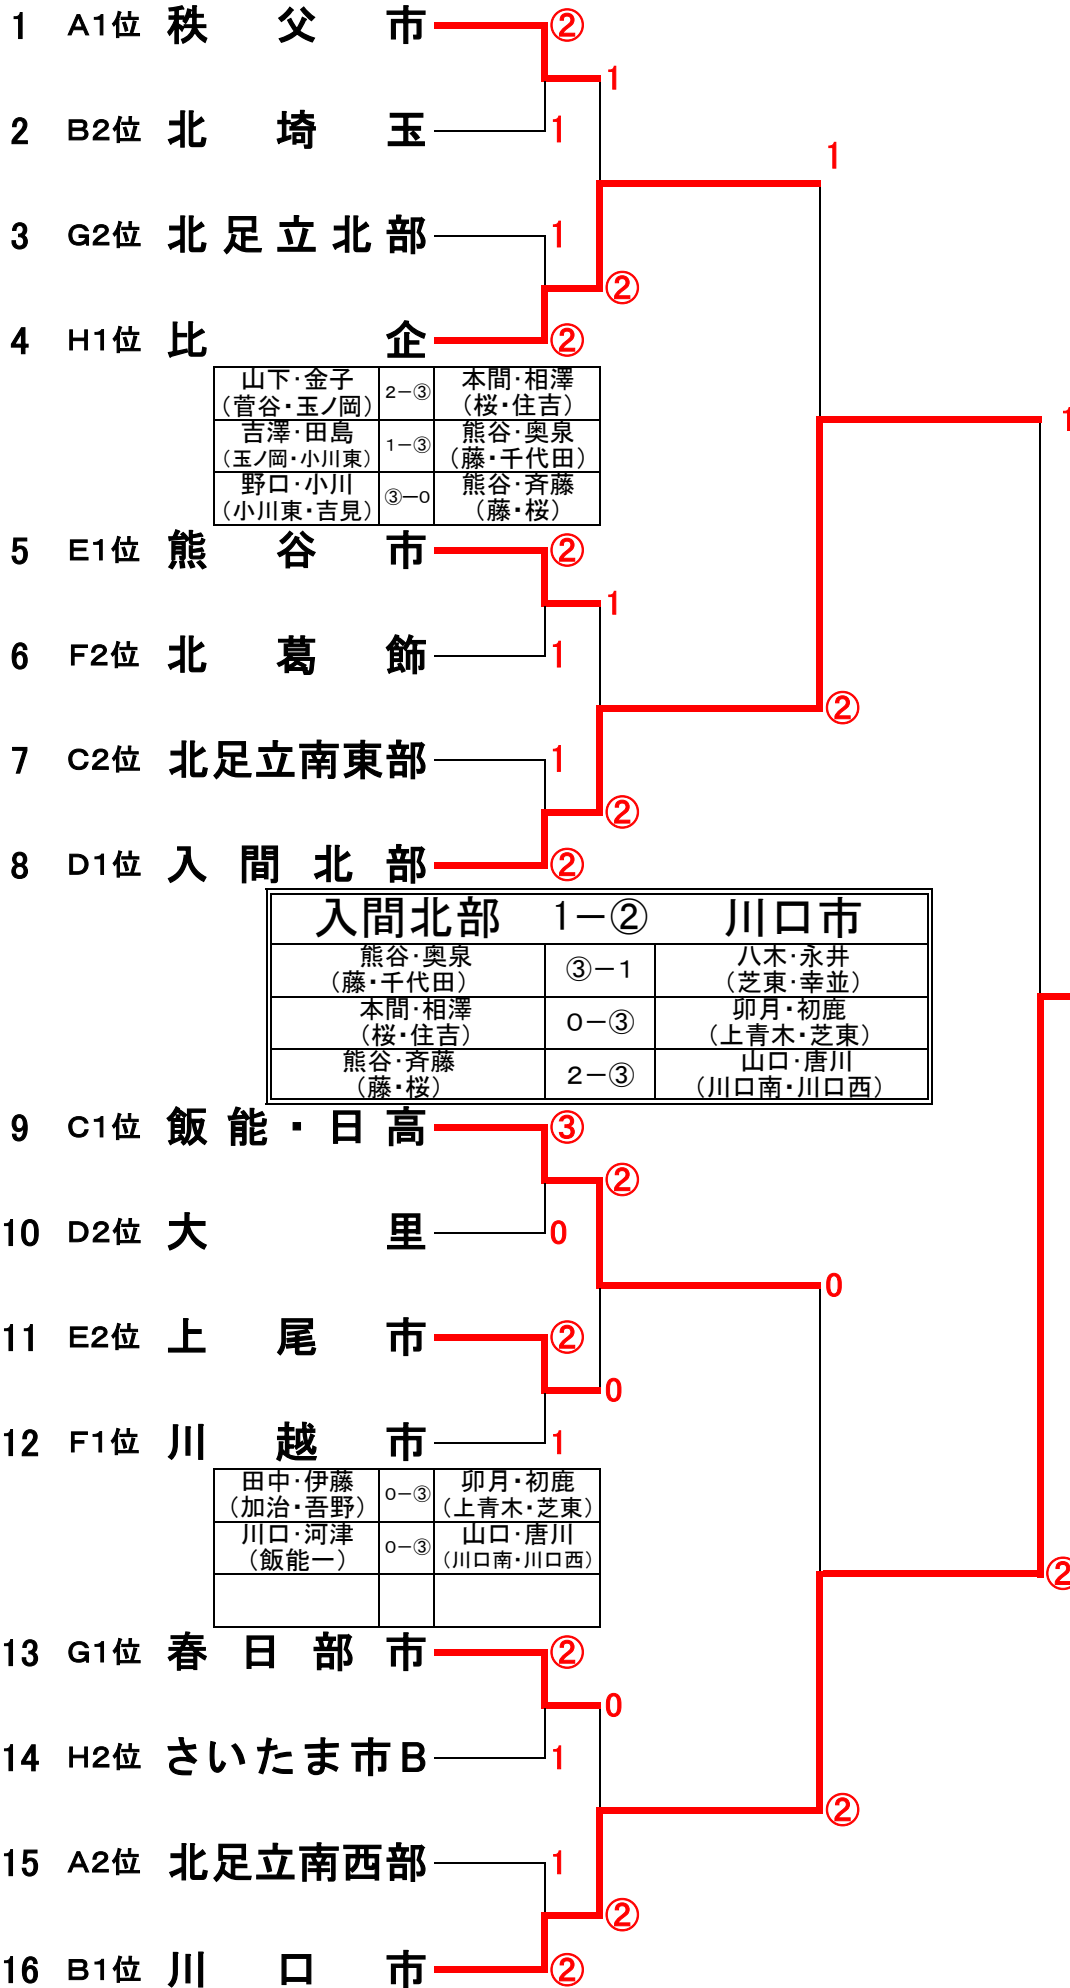 1 A1位 秩父市 ②
1
2 B2位 北埼玉 1
1
3 G2位 北足立北部 1
②
4 H1位 比企 ②
山下・金子 2－③ 本間・相澤
（菅谷・玉ノ岡） （桜・住吉）
吉澤・田島 1－③ 熊谷・奥泉
（玉ノ岡・小川東） （藤・千代田）
野口・小川 ③－0 熊谷・斉藤
（小川東・吉見） （藤・桜）
1
5 E1位 熊谷市 ②
1
6 F2位 北葛飾 1
②
7 C2位 北足立南東部 1
②
8 D1位 入間北部 ②
入間北部 1－② 川口市
熊谷・奥泉 ③－1 八木・永井
（藤・千代田） （芝東・幸並）
本間・相澤 0－③ 卯月・初鹿
（桜・住吉） （上青木・芝東）
熊谷・斉藤 2－③ 山口・唐川
（藤・桜） （川口南・川口西）
9 C1位 飯能・日高 ③
②
10 D2位 大里 0
0
11 E2位 上尾市 ②
0
12 F1位 川越市 1
田中・伊藤 0－③ 卯月・初鹿
（加治・吾野） （上青木・芝東）
川口・河津 0－③ 山口・唐川
（飯能一） （川口南・川口西）
②
13 G1位 春日部市 ②
0
14 H2位 さいたま市B 1
②
15 A2位 北足立南西部 1
②
16 B1位 川口市 ②